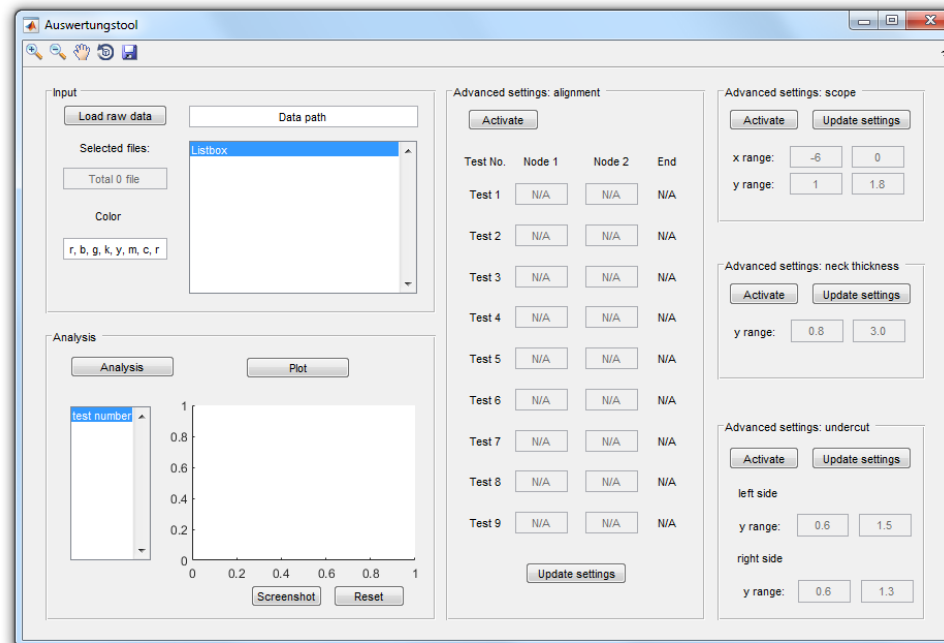 Auswertungstool
Input
Load raw data
Data path
Selected files:
Listbox
Total 0 file
Color
r, b, g, k, y, m, c, r
Analysis
Analysis
Plot
test number
1
0.8
0.6
0.4
0.2
0
0 0.2 0.4 0.6 0.8 1
Screenshot
Reset
Advanced settings: alignment
Activate
Test No. Node 1 Node 2 End
Test 1 N/A N/A N/A
Test 2 N/A N/A N/A
Test 3 N/A N/A N/A
Test 4 N/A N/A N/A
Test 5 N/A N/A N/A
Test 6 N/A N/A N/A
Test 7 N/A N/A N/A
Test 8 N/A N/A N/A
Test 9 N/A N/A N/A
Update settings
Advanced settings: scope
Activate Update settings
x range: -6 0
y range: 1 1.8
Advanced settings: neck thickness
Activate Update settings
y range: 0.8 3.0
Advanced settings: undercut
Activate Update settings
left side
y range: 0.6 1.5
right side
y range: 0.6 1.3